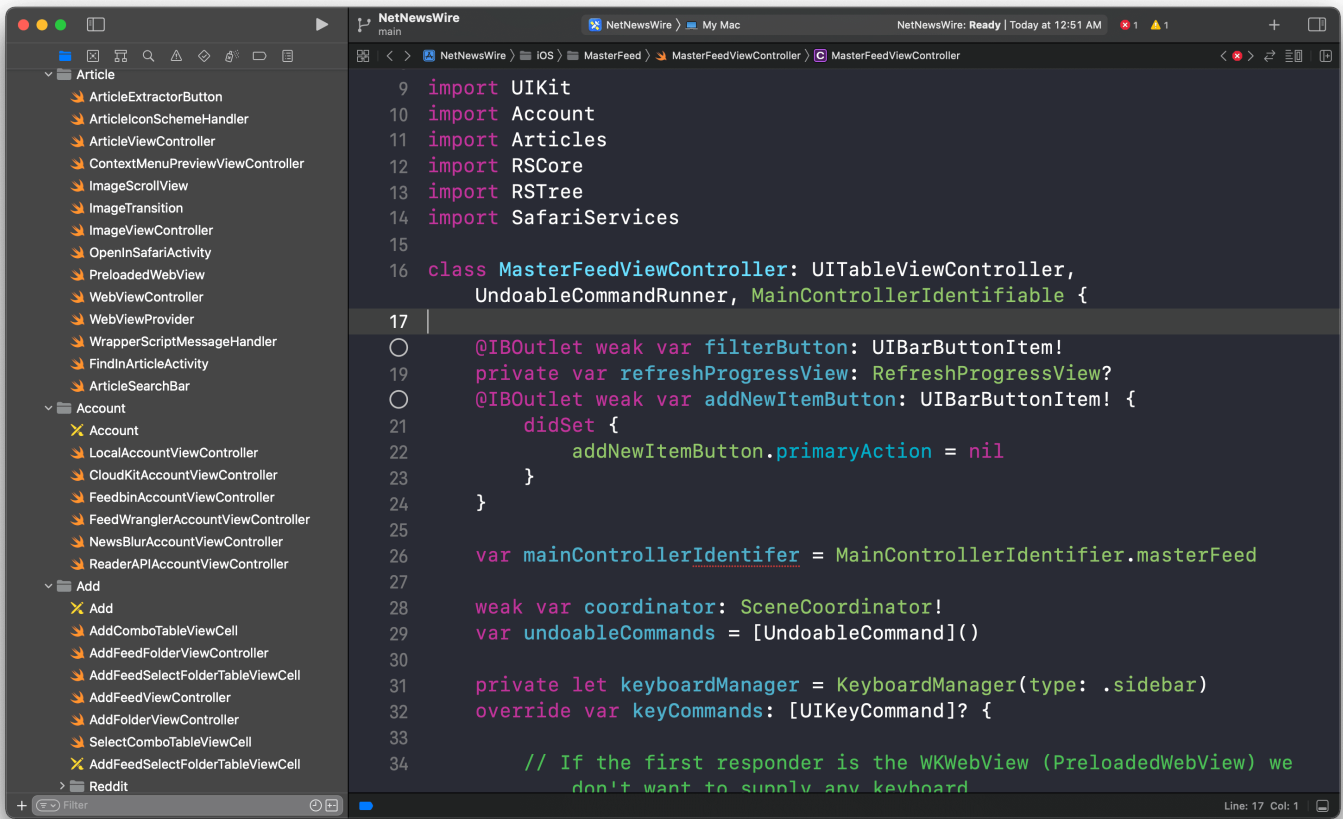 NetNewsWire
main
NetNewsWire 〉 My Mac
NetNewsWire: Ready | Today at 12:51 AM
1
1
NetNewsWire 〉 iOS 〉 MasterFeed 〉 MasterFeedViewController 〉 C MasterFeedViewController
Article
ArticleExtractorButton
ArticleIconSchemeHandler
ArticleViewController
ContextMenuPreviewViewController
ImageScrollView
ImageTransition
ImageViewController
OpenInSafariActivity
PreloadedWebView
WebViewController
WebViewProvider
WrapperScriptMessageHandler
FindInArticleActivity
ArticleSearchBar
Account
Account
LocalAccountViewController
CloudKitAccountViewController
FeedbinAccountViewController
FeedWranglerAccountViewController
NewsBlurAccountViewController
ReaderAPIAccountViewController
Add
Add
AddComboTableViewCell
AddFeedFolderViewController
AddFeedSelectFolderTableViewCell
AddFeedViewController
AddFolderViewController
SelectComboTableViewCell
AddFeedSelectFolderTableViewCell
Reddit
Filter
9 import UIKit
10 import Account
11 import Articles
12 import RSCore
13 import RSTree
14 import SafariServices
15
16 class MasterFeedViewController: UITableViewController,
UndoableCommandRunner, MainControllerIdentifiable {
17
@IBOutlet weak var filterButton: UIBarButtonItem!
19 private var refreshProgressView: RefreshProgressView?
@IBOutlet weak var addNewItemButton: UIBarButtonItem! {
21 didSet {
22 addNewItemButton.primaryAction = nil
23 }
24 }
25
26 var mainControllerIdentifer = MainControllerIdentifier.masterFeed
27
28 weak var coordinator: SceneCoordinator!
29 var undoableCommands = [UndoableCommand]()
30
31 private let keyboardManager = KeyboardManager(type: .sidebar)
32 override var keyCommands: [UIKeyCommand]? {
33
34 // If the first responder is the WKWebView (PreloadedWebView) we
don't want to supply any keyboard
Line: 17 Col: 1